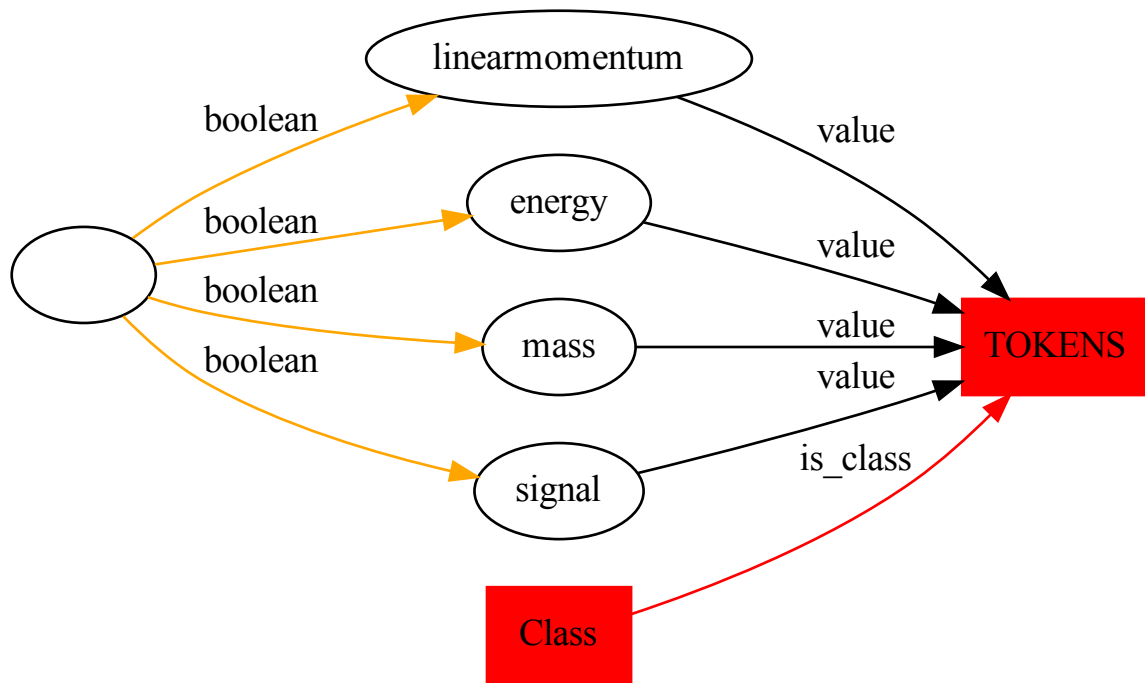 linearmomentum
boolean
value
energy
boolean
value
boolean
mass
value
TOKENS
boolean
value
signal
is_class
Class